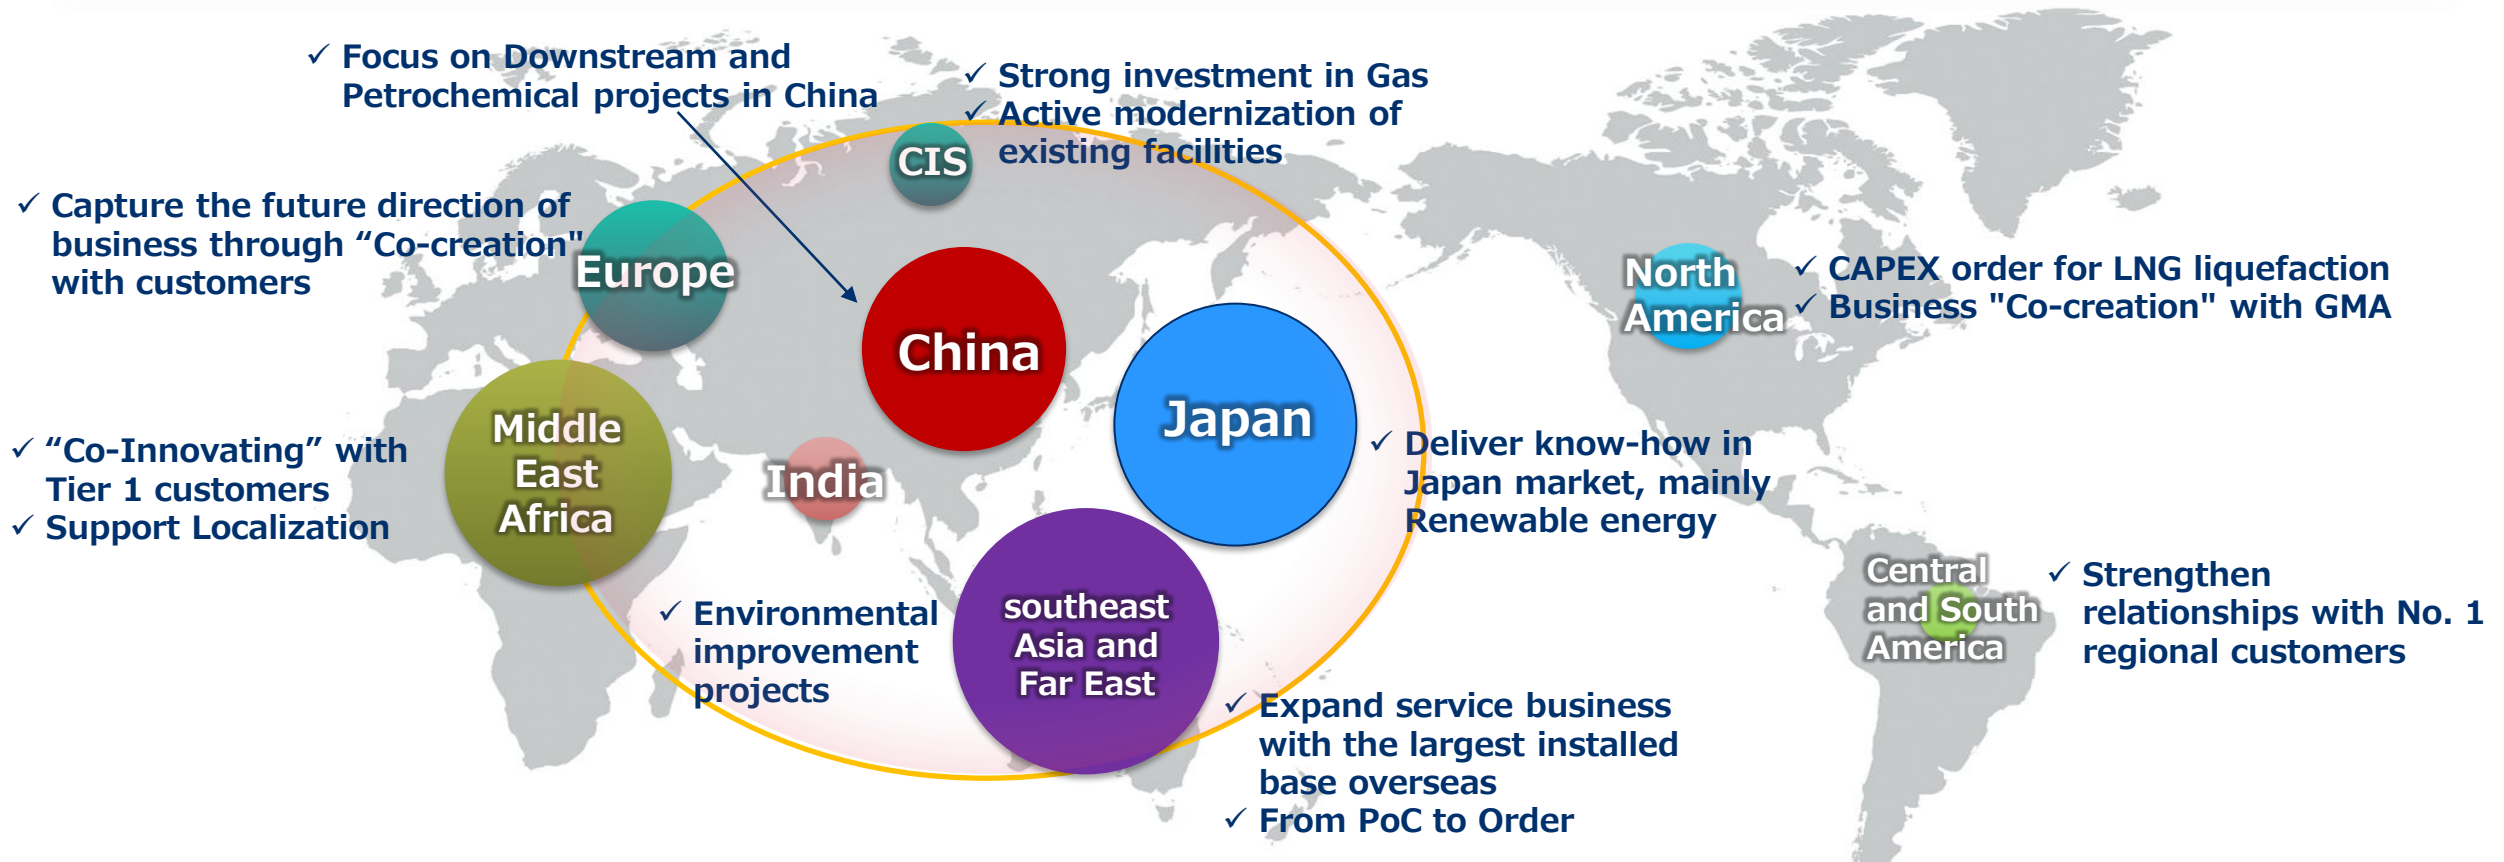 ✓ Focus on Downstream and
Petrochemical projects in China
✓ Strong investment in Gas
✓ Active modernization of
existing facilities
CIS
✓ Capture the future direction of
business through “Co-creation"
with customers
Europe
China
North
America
✓ CAPEX order for LNG liquefaction
✓ Business "Co-creation" with GMA
Japan
Middle
East
Africa
✓ “Co-Innovating” with
Tier 1 customers
✓ Support Localization
India
✓ Deliver know-how in
Japan market, mainly
Renewable energy
✓ Environmental
improvement
projects
southeast
Asia and
Far East
Central
and South
America
✓ Strengthen
relationships with No. 1
regional customers
✓ Expand service business
with the largest installed
base overseas
✓ From PoC to Order